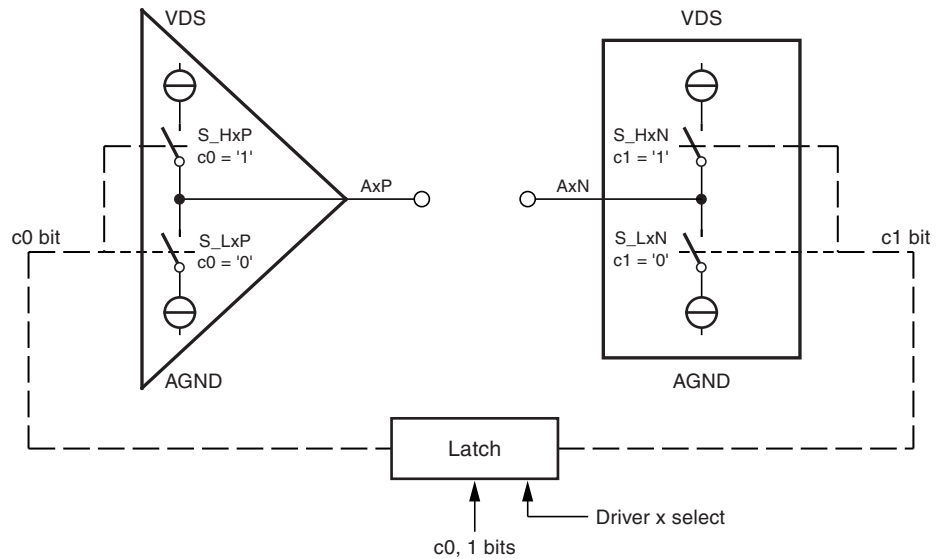 VDS
VDS
S_HxP
c0 = '1'
S_HxN
c1 = '1'
AxP
AxN
c0 bit
S_LxP
c0 = '0'
S_LxN
c1 = '0'
c1 bit
AGND
AGND
Latch
Driver x select
c0, 1 bits